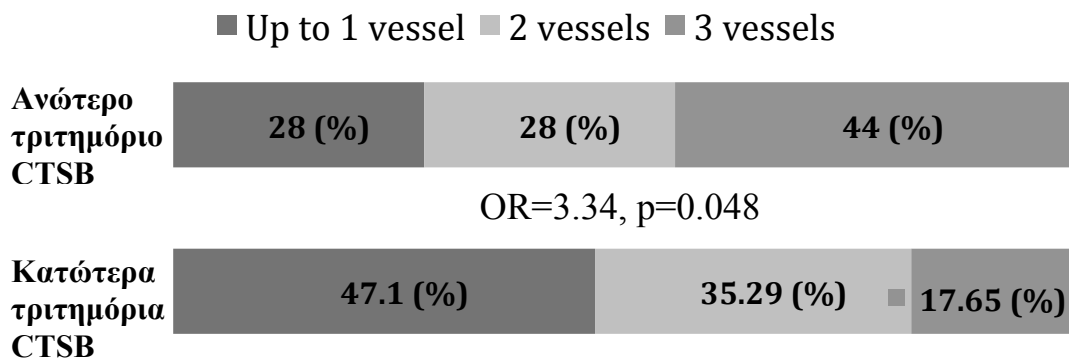 Up to 1 vessel 2 vessels 3 vessels
Ανώτερο
τριτημόριο
CTSB
28 (%) 28 (%) 44 (%)
OR=3.34, p=0.048
Κατώτερα
τριτημόρια
CTSB
47.1 (%) 35.29 (%) 17.65 (%)